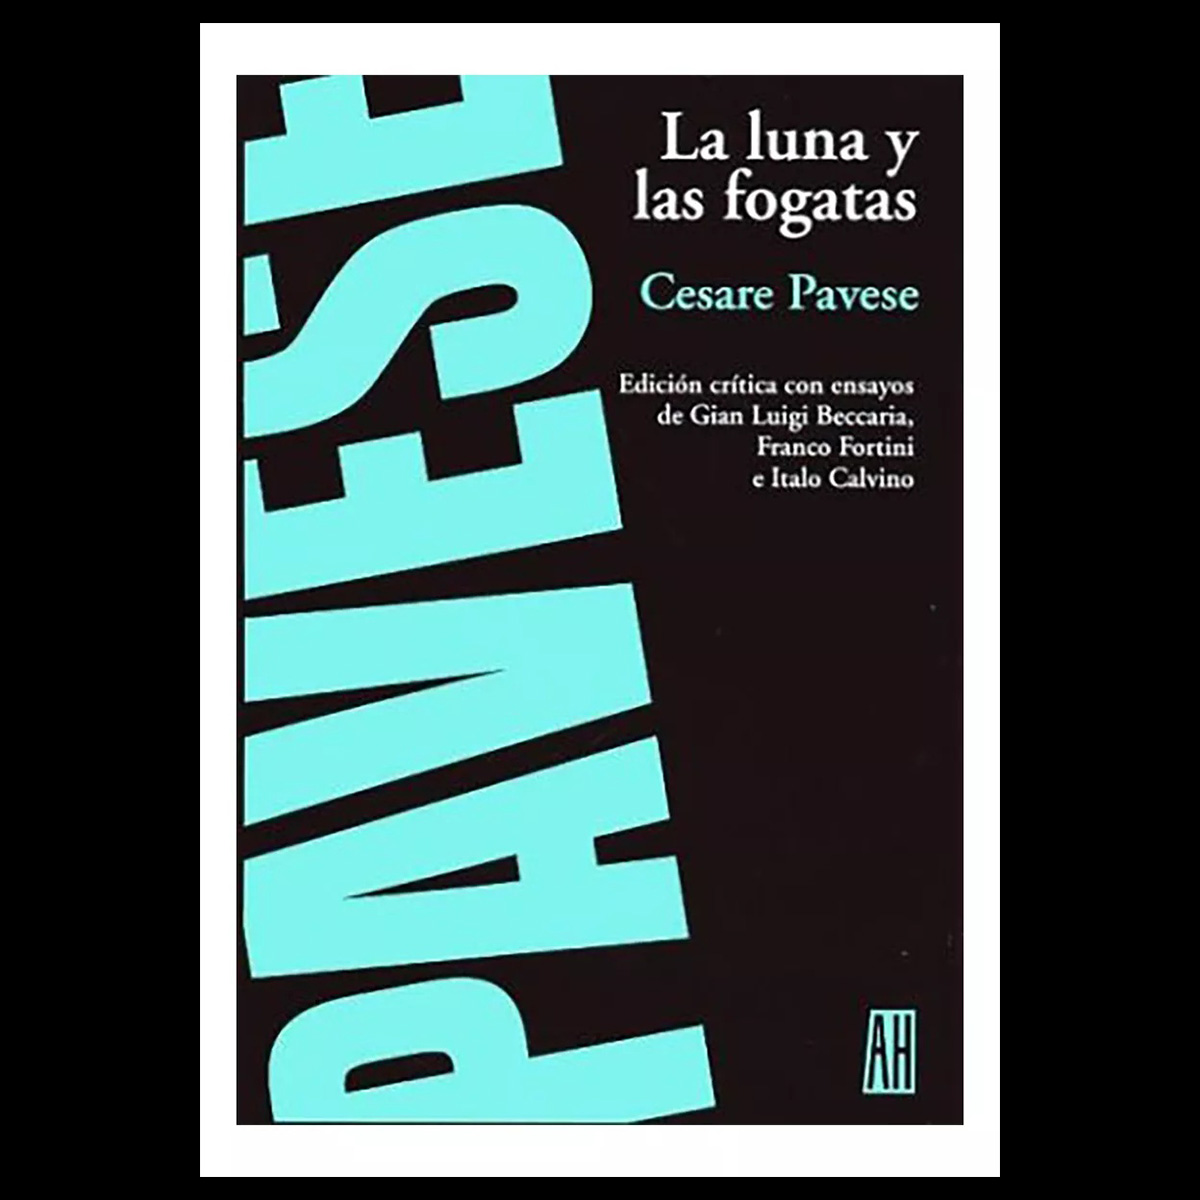 PAVESE
La luna y
las fogatas
Cesare Pavese
Edición crítica con ensayos
de Gian Luigi Beccaria,
Franco Fortini
e Italo Calvino
AH